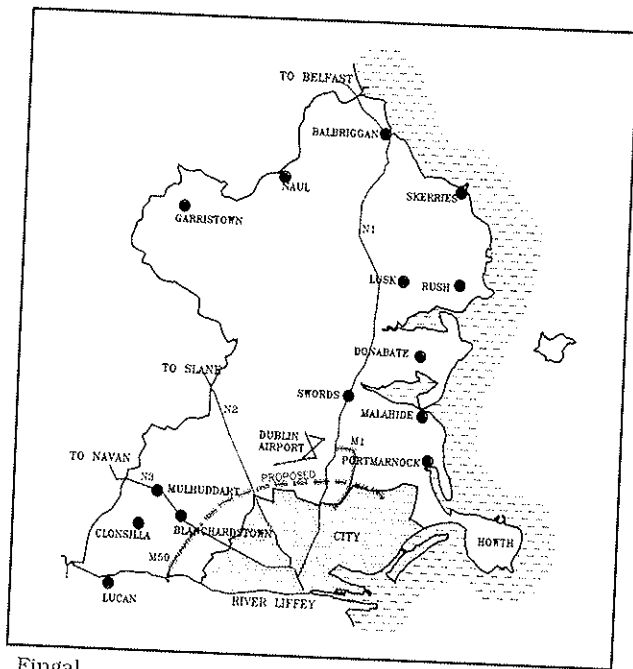 TO BELFAST
BALBRIGGAN
NAUL
SKERRIES
GARRISTOWN
N1
LUSK
RUSH
DONABATE
TO SLANE
SWORDS
N2
MALAHIDE
DUBLIN
AIRPORT
M1
TO NAVAN
PORTMARNOCK
PROPOSED
N3
MULHUDDART
BLANCHARDSTOWN
CLONSILLA
CITY
HOWTH
M50
LUCAN
RIVER LIFFEY
Fingal